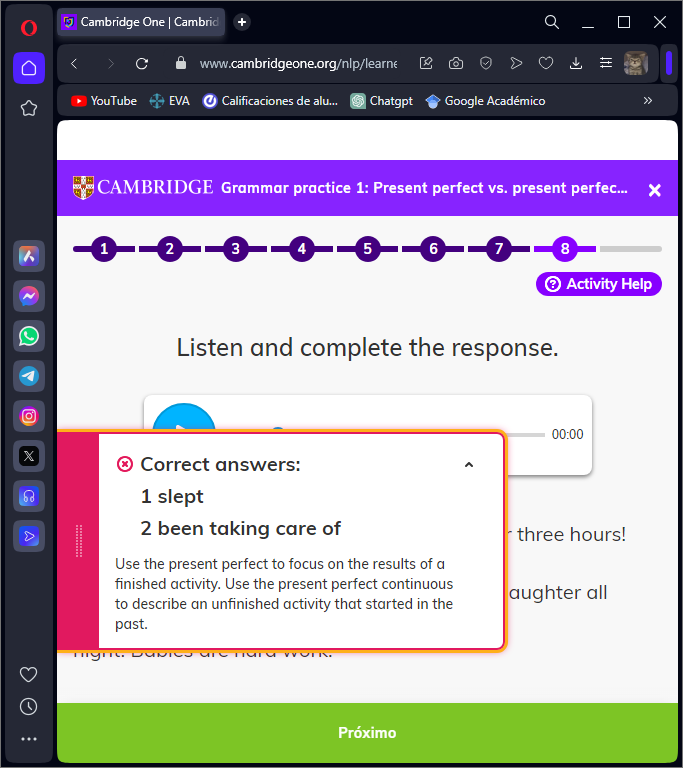 Cambridge One | Cambrid
www.cambridgeone.org/nlp/learne
YouTube
EVA
Calificaciones de alu...
Chatgpt
Google Académico
CAMBRIDGE
Grammar practice 1: Present perfect vs. present perfec...
1 2 3 4 5 6 7 8
Activity Help
Listen and complete the response.
00:00
Correct answers:
1 slept
2 been taking care of
Use the present perfect to focus on the results of a
finished activity. Use the present perfect continuous
to describe an unfinished activity that started in the
past.
r three hours!
aughter all
night! Babies are hard work!
Próximo